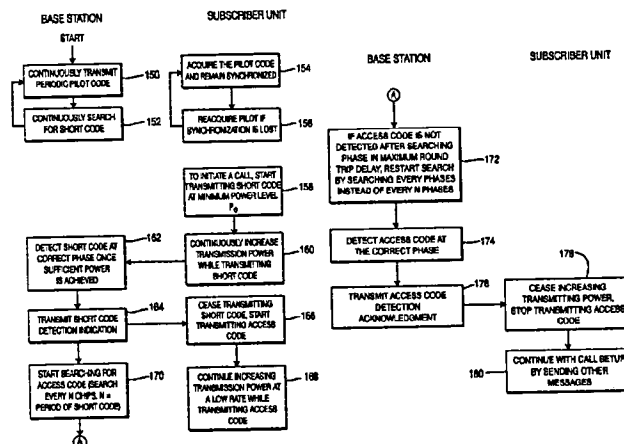 BASE STATION
SUBSCRIBER UNIT
START
CONTINUOUSLY TRANSMIT
PERIODIC PILOT CODE
150
CONTINUOUSLY SEARCH
FOR SHORT CODE
152
ACQUIRE THE PILOT CODE
AND REMAIN SYNCHRONIZED
154
REACQUIRE PILOT IF
SYNCHRONIZATION IS LOST
156
TO INITIATE A CALL, START
TRANSMITTING SHORT CODE
AT MINIMUM POWER LEVEL
P0
158
162
DETECT SHORT CODE AT
CORRECT PHASE ONCE
SUFFICIENT POWER
IS ACHIEVED
CONTINUOUSLY INCREASE
TRANSMISSION POWER
WHILE TRANSMITTING
SHORT CODE
160
TRANSMIT SHORT CODE
DETECTION INDICATION
164
CEASE TRANSMITTING
SHORT CODE, START
TRANSMITTING ACCESS
CODE
166
START SEARCHING FOR
ACCESS CODE (SEARCH
EVERY N CHIPS, N =
PERIOD OF SHORT CODE)
170
CONTINUE INCREASING
TRANSMISSION POWER AT
A LOW RATE WHILE
TRANSMITTING ACCESS
CODE
168
A
BASE STATION
SUBSCRIBER UNIT
A
IF ACCESS CODE IS NOT
DETECTED AFTER SEARCHING
PHASE IN MAXIMUM ROUND
TRIP DELAY, RESTART SEARCH
BY SEARCHING EVERY PHASES
INSTEAD OF EVERY N PHASES
172
DETECT ACCESS CODE AT
THE CORRECT PHASE
174
TRANSMIT ACCESS CODE
DETECTION
ACKNOWLEDGMENT
176
178
CEASE INCREASING
TRANSMITTING POWER,
STOP TRANSMITTING ACCESS
CODE
CONTINUE WITH CALL SETUP
BY SENDING OTHER
MESSAGES
180